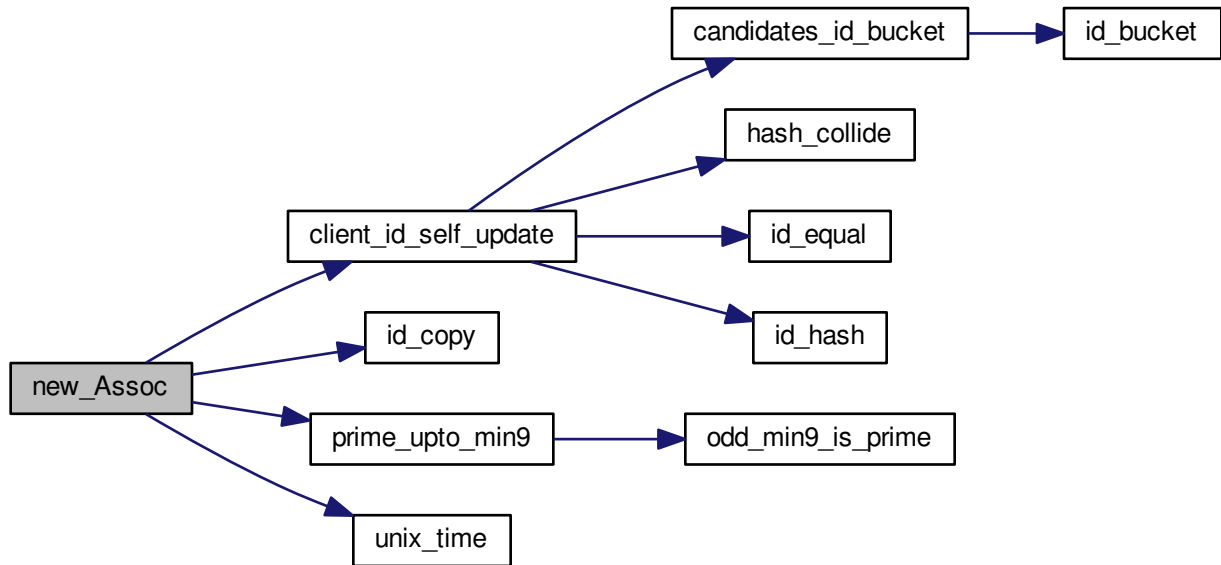 candidates_id_bucket
id_bucket
hash_collide
client_id_self_update
id_equal
id_copy
id_hash
new_Assoc
prime_upto_min9
odd_min9_is_prime
unix_time